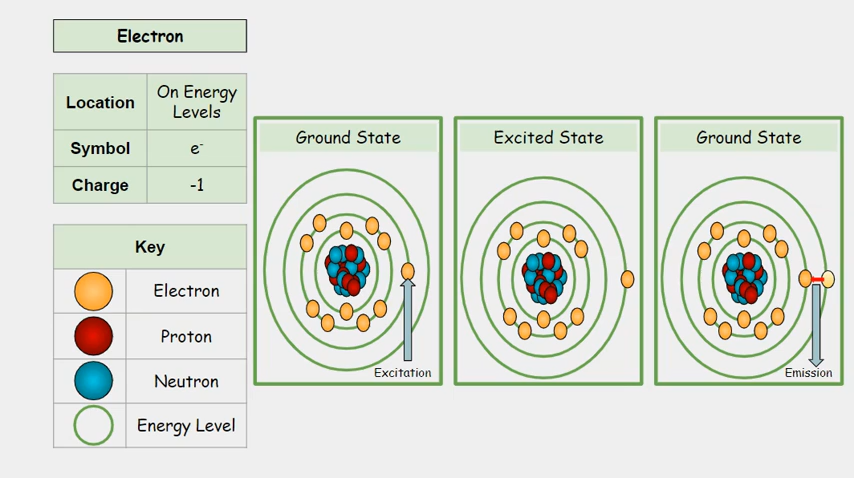 Electron
Location
On Energy
Levels
Symbol
e⁻
Charge
-1
Key
Electron
Proton
Neutron
Energy Level
Ground State
Excitation
Excited State
Ground State
Emission